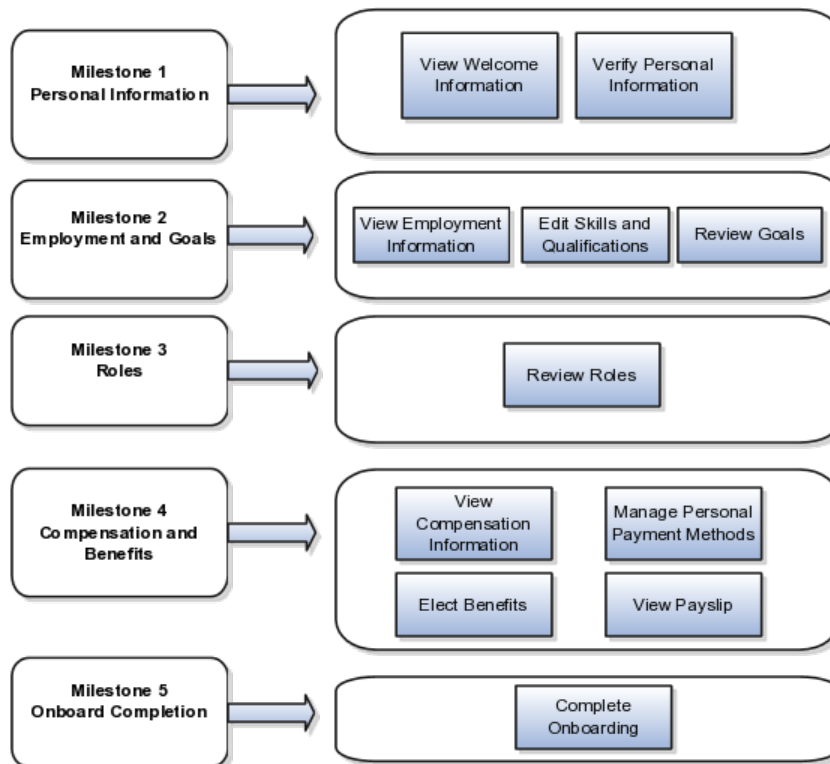 Milestone 1
Personal Information
View Welcome
Information
Verify Personal
Information
Milestone 2
Employment and Goals
View Employment
Information
Edit Skills and
Qualifications
Review Goals
Milestone 3
Roles
Review Roles
Milestone 4
Compensation and
Benefits
View
Compensation
Information
Manage Personal
Payment Methods
Elect Benefits
View Payslip
Milestone 5
Onboard Completion
Complete
Onboarding